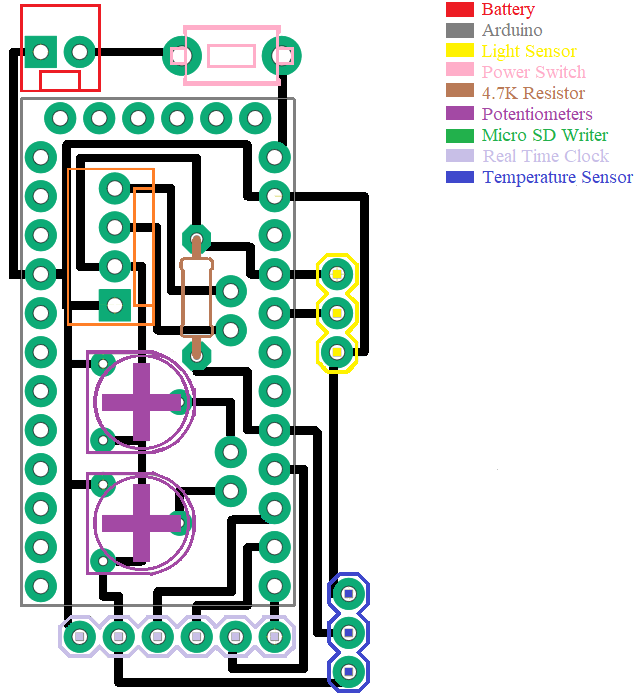 Battery
Arduino
Light Sensor
Power Switch
4.7K Resistor
Potentiometers
Micro SD Writer
Real Time Clock
Temperature Sensor